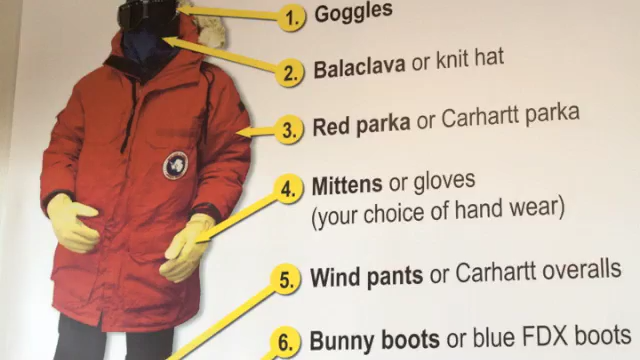 1. Goggles
2. Balaclava or knit hat
3. Red parka or Carhartt parka
4. Mittens or gloves
(your choice of hand wear)
5. Wind pants or Carhartt overalls
6. Bunny boots or blue FDX boots